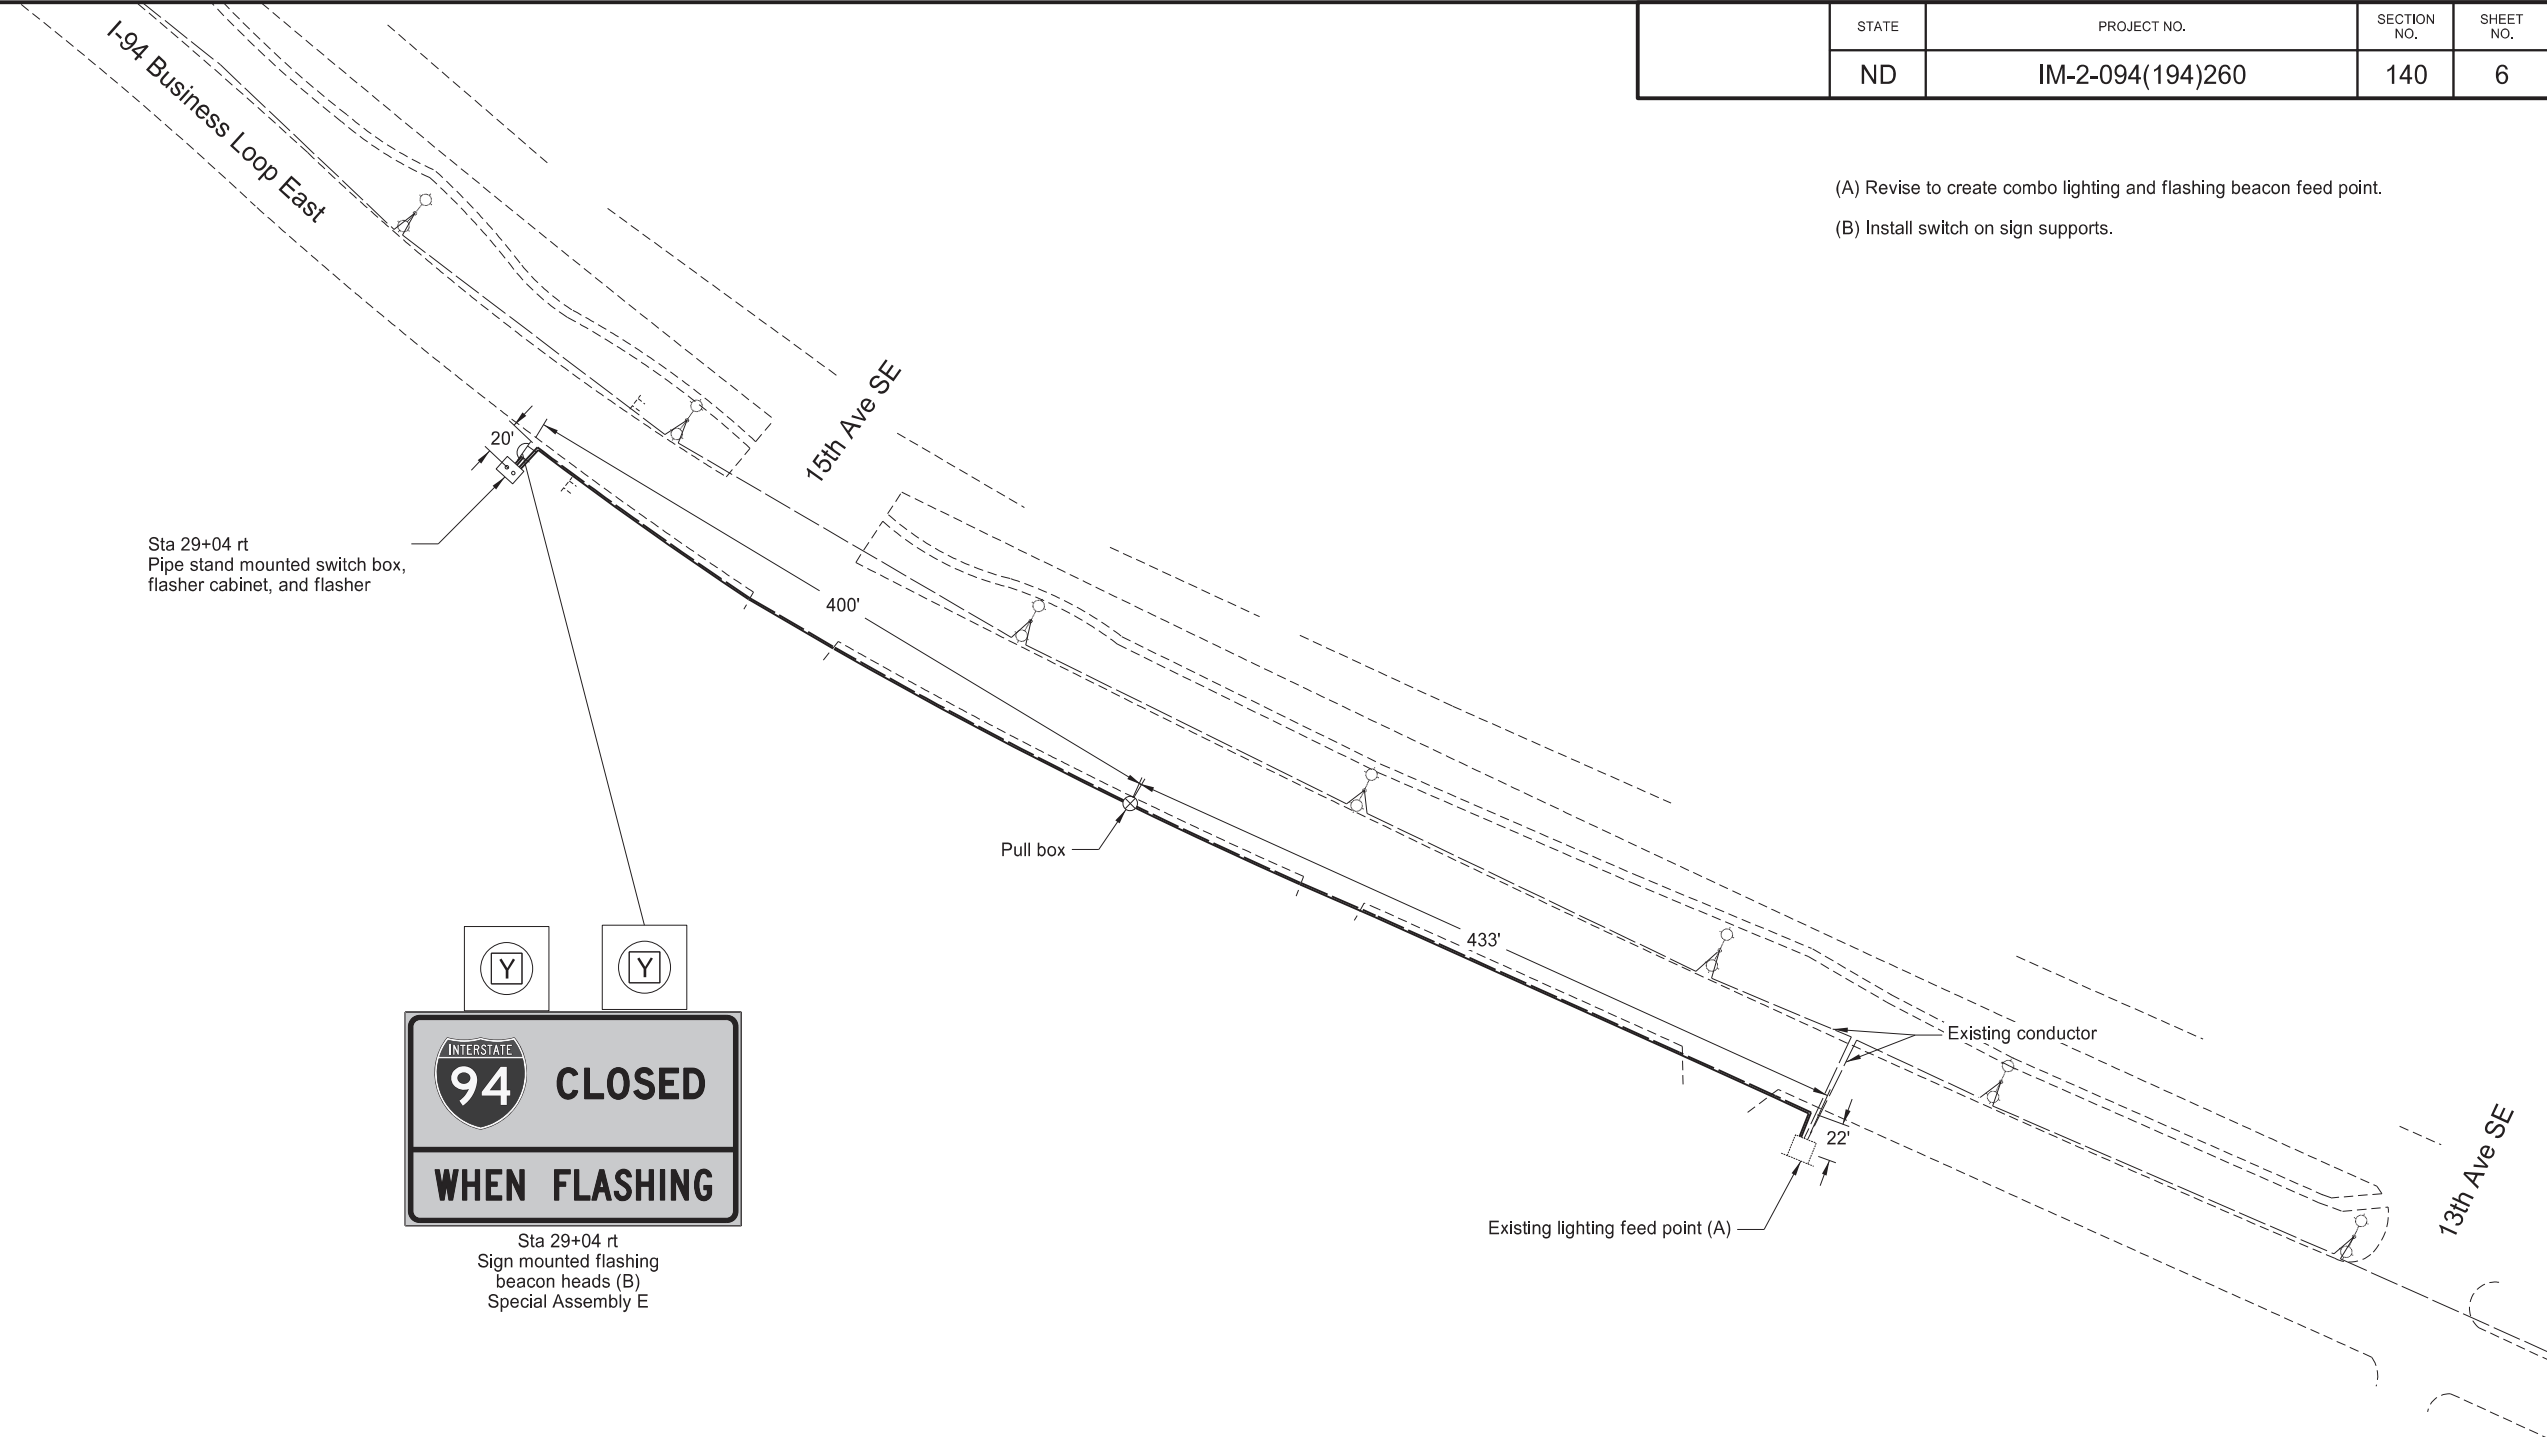 STATE
PROJECT NO.
SECTION
NO.
SHEET
NO.
ND
IM-2-094(194)260
140
6
(A) Revise to create combo lighting and flashing beacon feed point.
(B) Install switch on sign supports.
I-94 Business Loop East
15th Ave SE
20'
Sta 29+04 rt
Pipe stand mounted switch box,
flasher cabinet, and flasher
400'
Pull box
433'
Existing conductor
22'
Existing lighting feed point (A)
13th Ave SE
Y
Y
INTERSTATE
94
CLOSED
WHEN FLASHING
Sta 29+04 rt
Sign mounted flashing
beacon heads (B)
Special Assembly E